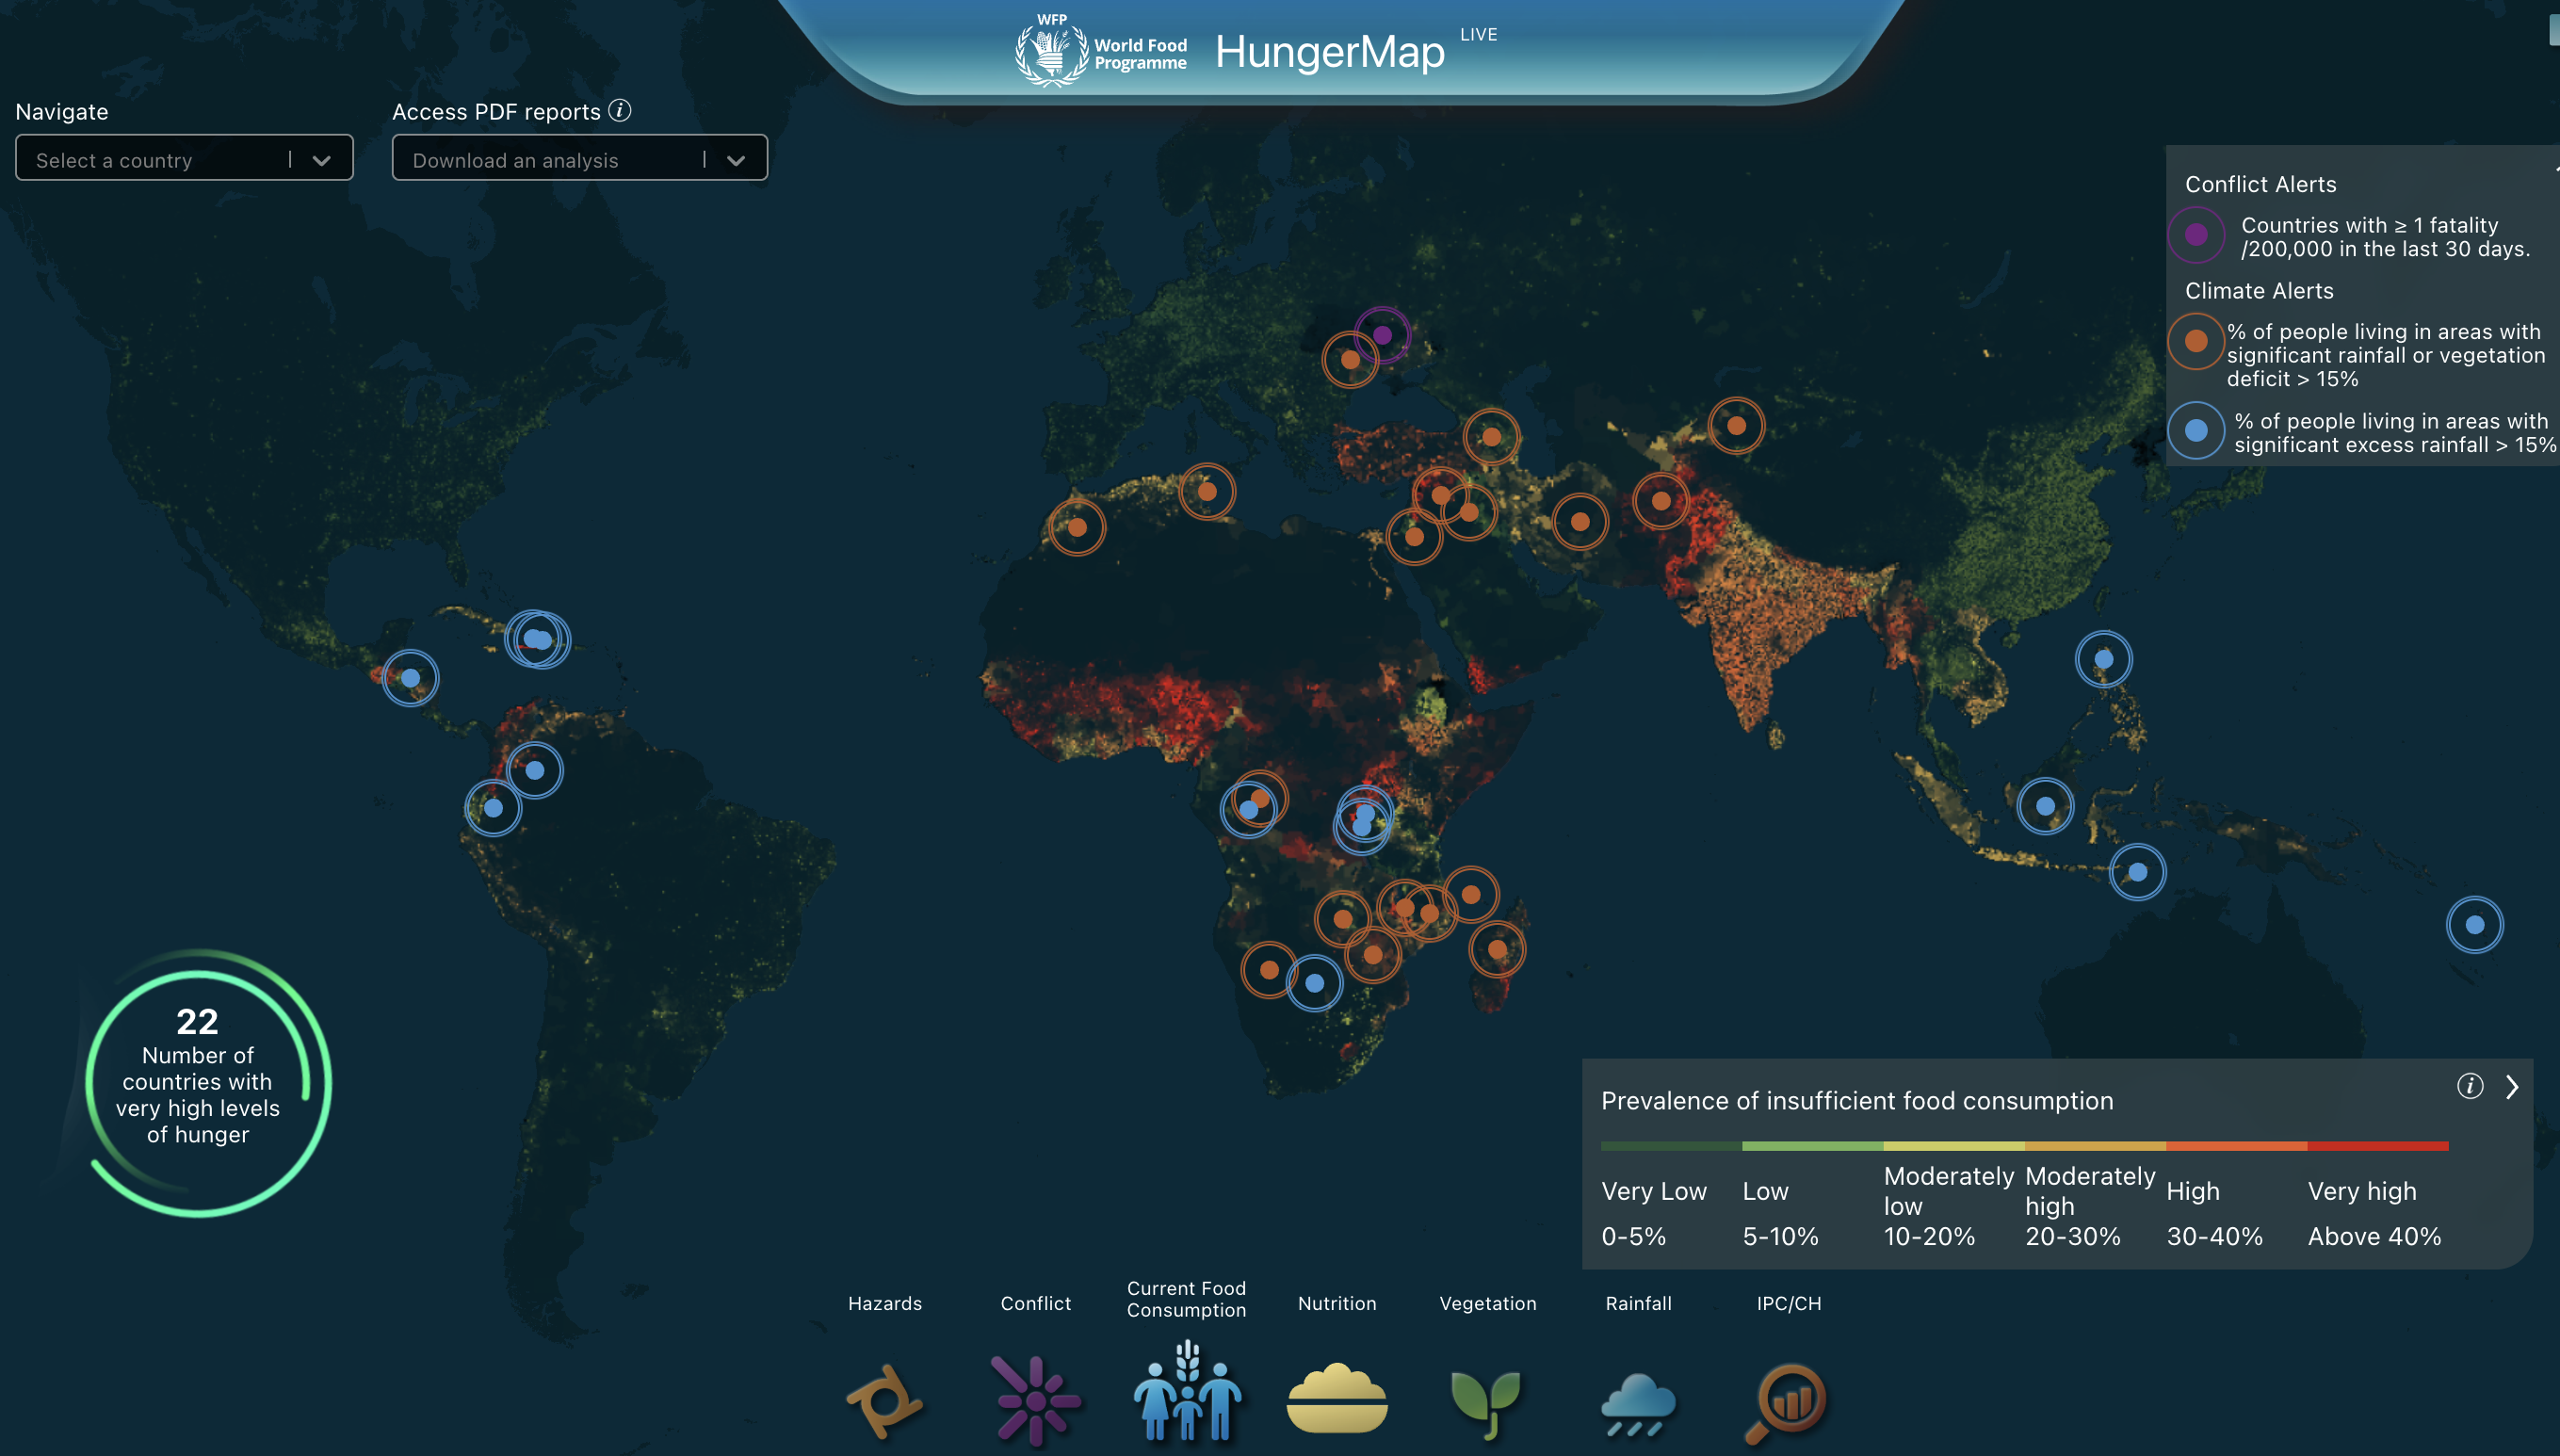 WFP
World Food
Programme
HungerMap
LIVE
Navigate
Select a country
Access PDF reports
Download an analysis
Conflict Alerts
Countries with ≥ 1 fatality
/200,000 in the last 30 days.
Climate Alerts
% of people living in areas with
significant rainfall or vegetation
deficit > 15%
% of people living in areas with
significant excess rainfall > 15%
22
Number of
countries with
very high levels
of hunger
Prevalence of insufficient food consumption
Very Low
0-5%
Low
5-10%
Moderately
low
10-20%
Moderately
high
20-30%
High
30-40%
Very high
Above 40%
Hazards
Conflict
Current Food
Consumption
Nutrition
Vegetation
Rainfall
IPC/CH